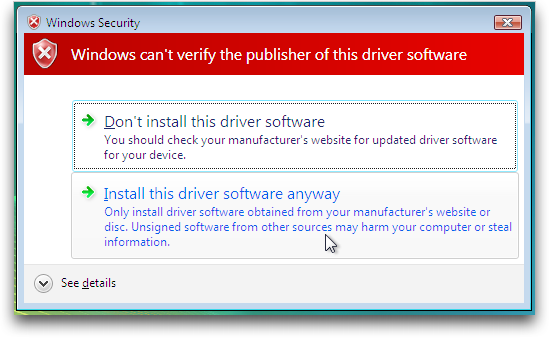 Windows Security
Windows can't verify the publisher of this driver software
Don't install this driver software
You should check your manufacturer's website for updated driver software
for your device.
Install this driver software anyway
Only install driver software obtained from your manufacturer's website or
disc. Unsigned software from other sources may harm your computer or steal
information.
See details